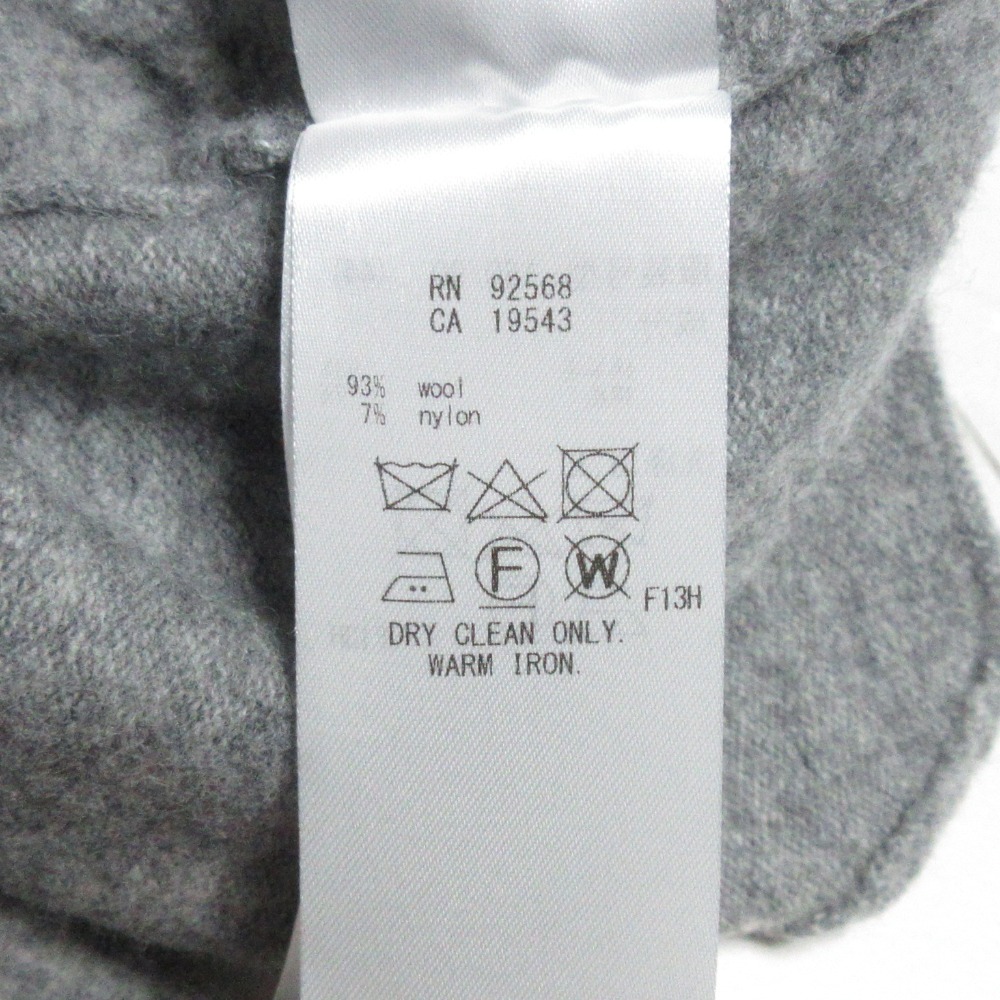 RN 92568
CA 19543
93% wool
7% nylon
F W F13H
DRY CLEAN ONLY.
WARM IRON.